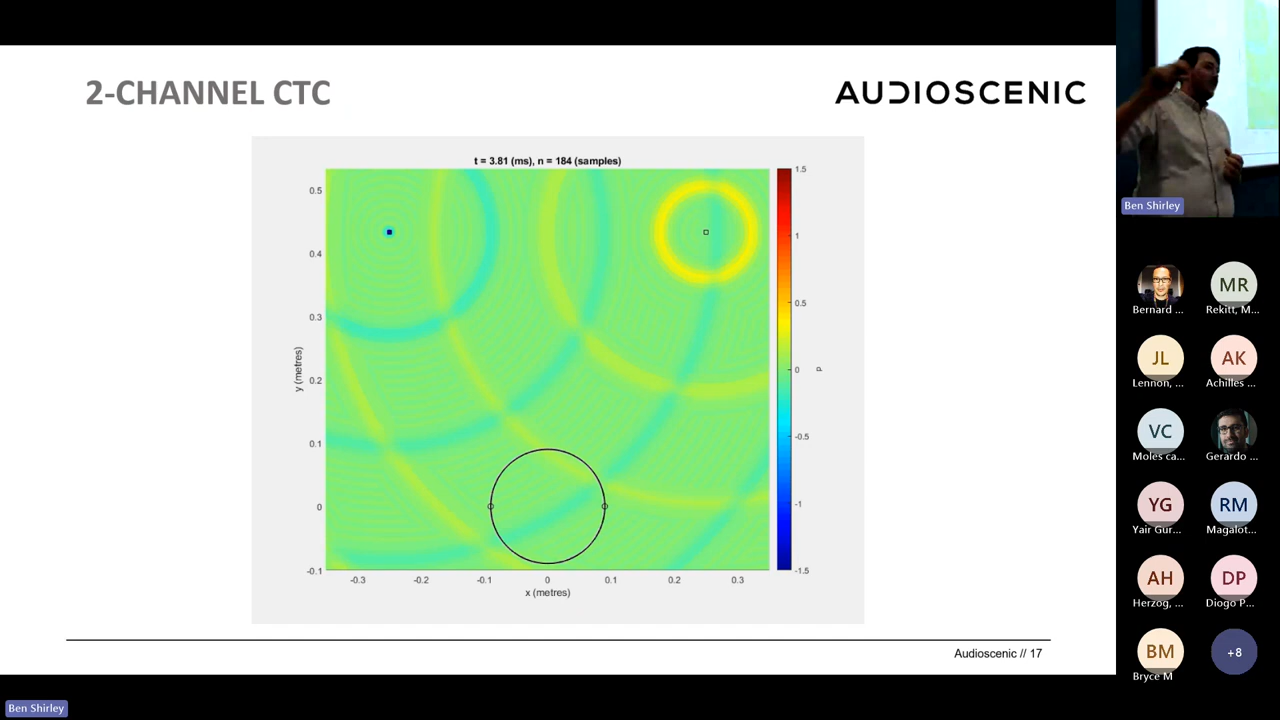 2-CHANNEL CTC
AUDIOSCENIC
t = 3.81 (ms), n = 184 (samples)
0.5
0.4
0.3
0.2
0.1
0
-0.1
y (metres)
-0.3
-0.2
-0.1
0
0.1
0.2
0.3
x (metres)
1.5
1
0.5
0
-0.5
-1
-1.5
p
Audioscenic // 17
Ben Shirley
Bernard ...
MR
Rekitt, M...
JL
Lennon, ...
AK
Achilles ...
VC
Moles ca...
Gerardo ...
YG
Yair Gur...
RM
Magalot...
AH
Herzog, ...
DP
Diogo P...
BM
Bryce M
+8
Ben Shirley